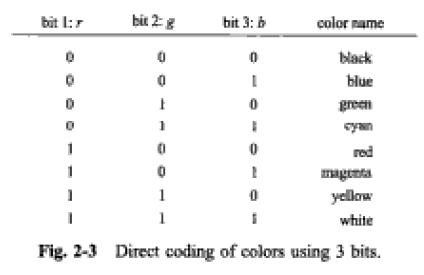 bit 1: r bit 2: g bit 3: b color name
0 0 0 black
0 0 1 blue
0 1 0 green
0 1 1 cyan
1 0 0 red
1 0 1 magenta
1 1 0 yellow
1 1 1 white
Fig. 2-3 Direct coding of colors using 3 bits.